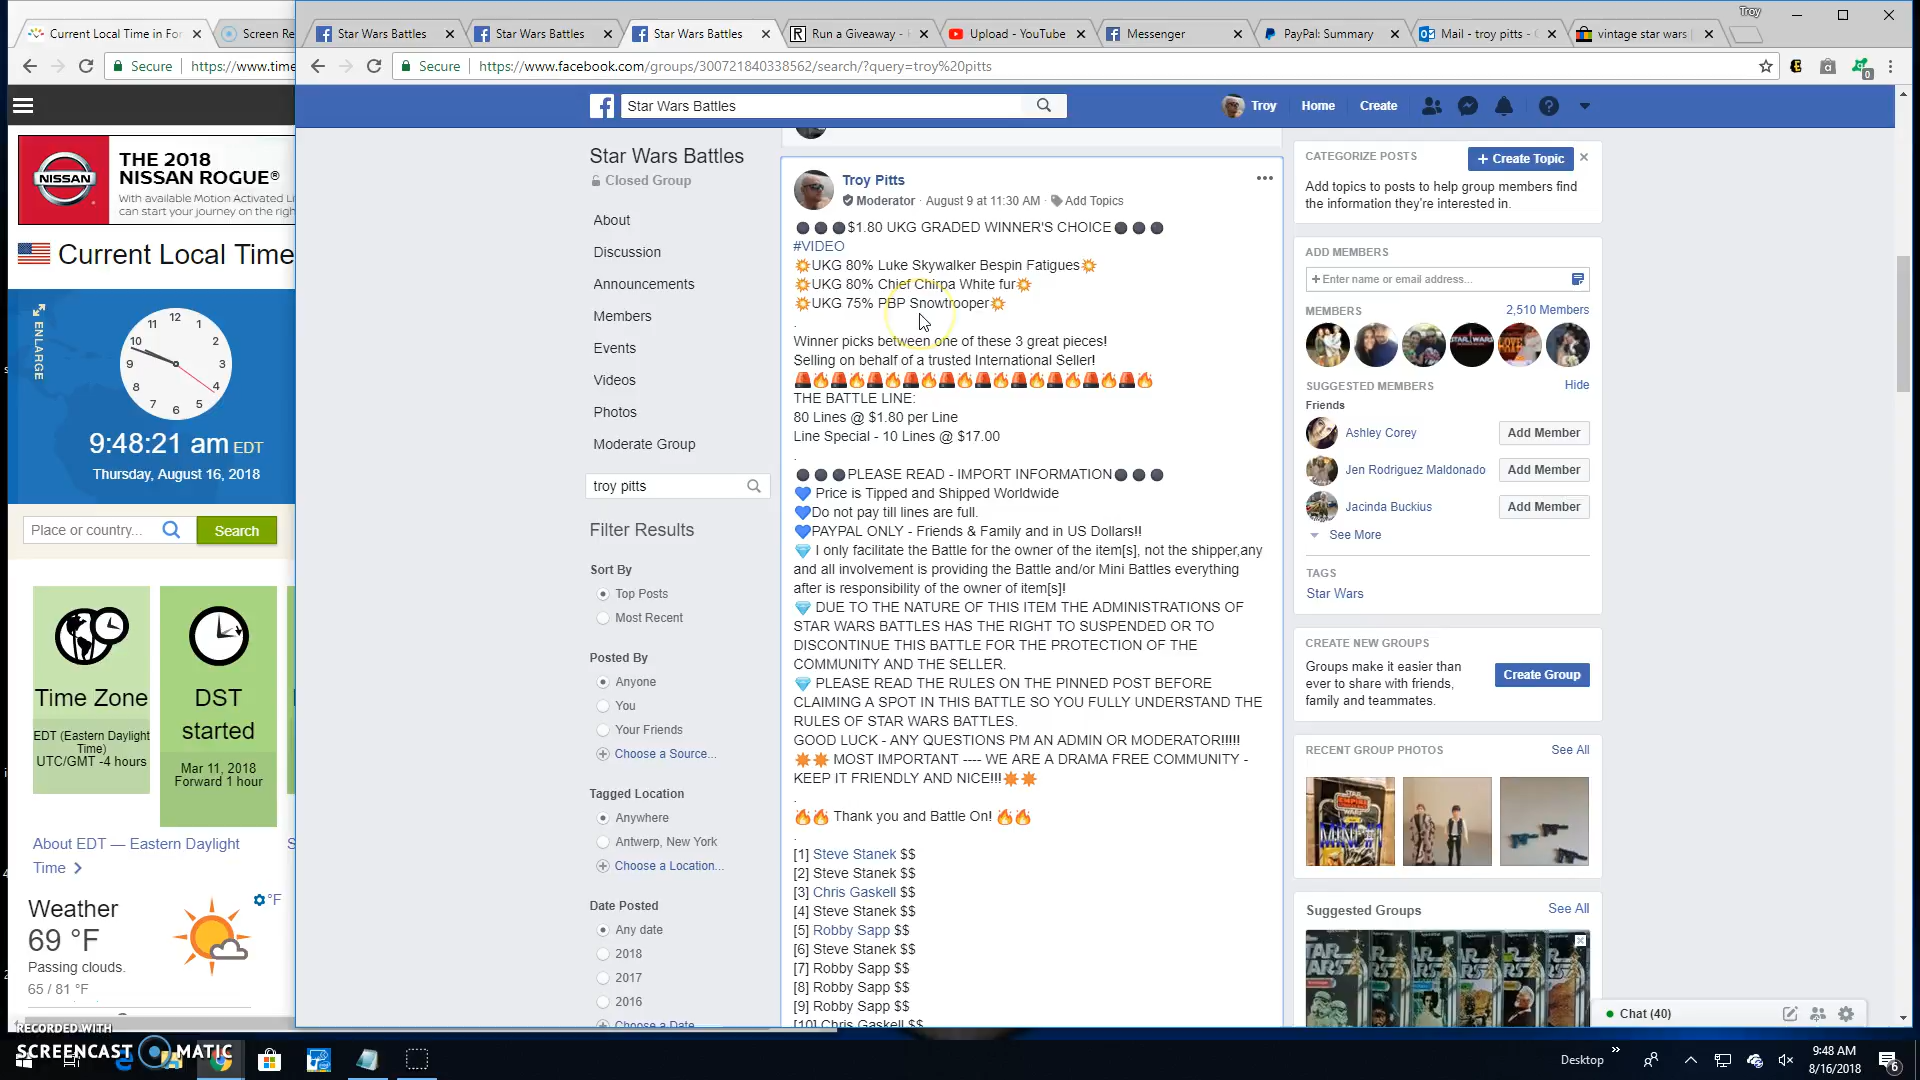 Troy
Current Local Time in For
Screen Re
Star Wars Battles
Star Wars Battles
Star Wars Battles
Run a Giveaway -
Upload - YouTube
Messenger
PayPal: Summary
Mail - troy pitts -
vintage star wars
Secure
https://www.time
Secure
https://www.facebook.com/groups/300721840338562/search/?query=troy%20pitts
Star Wars Battles
Troy
Home
Create
NISSAN
THE 2018
NISSAN ROGUE®
With available Motion Activated Li
can start your journey on the righ
Current Local Time
ENLARGE
12
1
2
3
4
5
6
7
8
9
10
11
9:48:21 am EDT
Thursday, August 16, 2018
Place or country...
Search
Time Zone
EDT (Eastern Daylight
Time)
UTC/GMT -4 hours
DST
started
Mar 11, 2018
Forward 1 hour
About EDT — Eastern Daylight
Time
Weather
°F
69 °F
Passing clouds.
65 / 81 °F
Star Wars Battles
Closed Group
About
Discussion
Announcements
Members
Events
Videos
Photos
Moderate Group
troy pitts
Filter Results
Sort By
Top Posts
Most Recent
Posted By
Anyone
You
Your Friends
Choose a Source...
Tagged Location
Anywhere
Antwerp, New York
Choose a Location...
Date Posted
Any date
2018
2017
2016
Choose a Date
Troy Pitts
Moderator · August 9 at 11:30 AM · Add Topics
⚫⚫⚫$1.80 UKG GRADED WINNER'S CHOICE⚫⚫⚫
#VIDEO
💥UKG 80% Luke Skywalker Bespin Fatigues💥
💥UKG 80% Chief Chirpa White fur💥
💥UKG 75% PBP Snowtrooper💥
.
Winner picks between one of these 3 great pieces!
Selling on behalf of a trusted International Seller!
🚨🔥🚨🔥🚨🔥🚨🔥🚨🔥🚨🔥🚨🔥🚨🔥🚨🔥🚨🔥
THE BATTLE LINE:
80 Lines @ $1.80 per Line
Line Special - 10 Lines @ $17.00
.
⚫⚫⚫PLEASE READ - IMPORT INFORMATION⚫⚫⚫
💙 Price is Tipped and Shipped Worldwide
💙Do not pay till lines are full.
💙PAYPAL ONLY - Friends & Family and in US Dollars!!
💎 I only facilitate the Battle for the owner of the item[s], not the shipper,any
and all involvement is providing the Battle and/or Mini Battles everything
after is responsibility of the owner of item[s]!
💎 DUE TO THE NATURE OF THIS ITEM THE ADMINISTRATIONS OF
STAR WARS BATTLES HAS THE RIGHT TO SUSPENDED OR TO
DISCONTINUE THIS BATTLE FOR THE PROTECTION OF THE
COMMUNITY AND THE SELLER.
💎 PLEASE READ THE RULES ON THE PINNED POST BEFORE
CLAIMING A SPOT IN THIS BATTLE SO YOU FULLY UNDERSTAND THE
RULES OF STAR WARS BATTLES.
GOOD LUCK - ANY QUESTIONS PM AN ADMIN OR MODERATOR!!!!!
✴✴ MOST IMPORTANT ---- WE ARE A DRAMA FREE COMMUNITY -
KEEP IT FRIENDLY AND NICE!!!✴✴
.
🔥🔥 Thank you and Battle On! 🔥🔥
.
[1] Steve Stanek $$
[2] Steve Stanek $$
[3] Chris Gaskell $$
[4] Steve Stanek $$
[5] Robby Sapp $$
[6] Steve Stanek $$
[7] Robby Sapp $$
[8] Robby Sapp $$
[9] Robby Sapp $$
[10] Chris Gaskell $$
CATEGORIZE POSTS
+ Create Topic
Add topics to posts to help group members find
the information they're interested in.
ADD MEMBERS
+ Enter name or email address...
MEMBERS
2,510 Members
SUGGESTED MEMBERS
Hide
Friends
Ashley Corey
Add Member
Jen Rodriguez Maldonado
Add Member
Jacinda Buckius
Add Member
See More
TAGS
Star Wars
CREATE NEW GROUPS
Groups make it easier than
ever to share with friends,
family and teammates.
Create Group
RECENT GROUP PHOTOS
See All
Suggested Groups
See All
Chat (40)
RECORDED WITH
SCREENCAST MATIC
Desktop
9:48 AM
8/16/2018
6